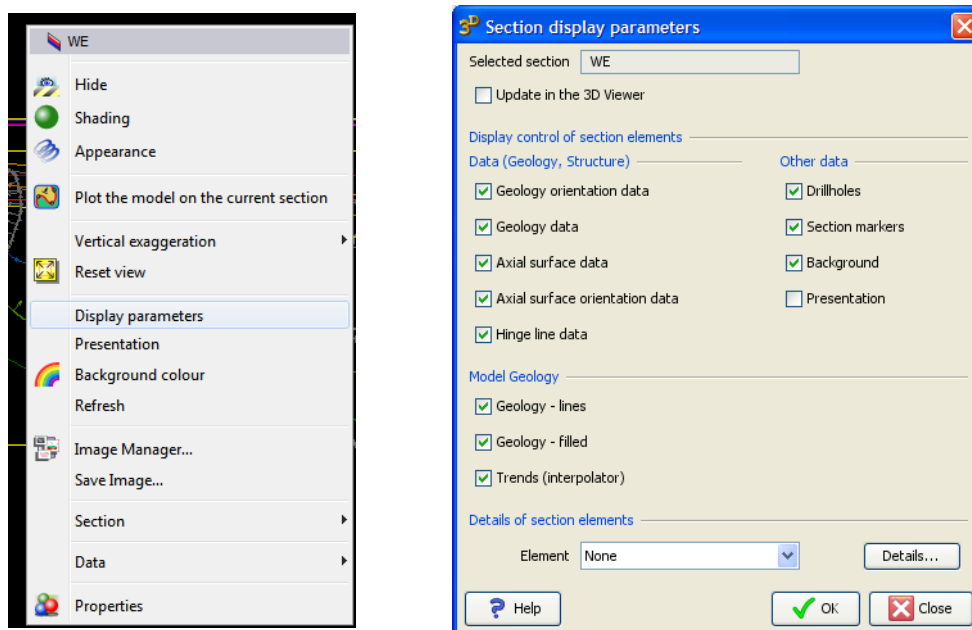 WE
Hide
Shading
Appearance
Plot the model on the current section
Vertical exaggeration
Reset view
Display parameters
Presentation
Background colour
Refresh
Image Manager...
Save Image...
Section
Data
Properties
3D Section display parameters
Selected section WE
Update in the 3D Viewer
Display control of section elements
Data (Geology, Structure) Other data
Geology orientation data Drillholes
Geology data Section markers
Axial surface data Background
Axial surface orientation data Presentation
Hinge line data
Model Geology
Geology - lines
Geology - filled
Trends (interpolator)
Details of section elements
Element None Details...
Help OK Close